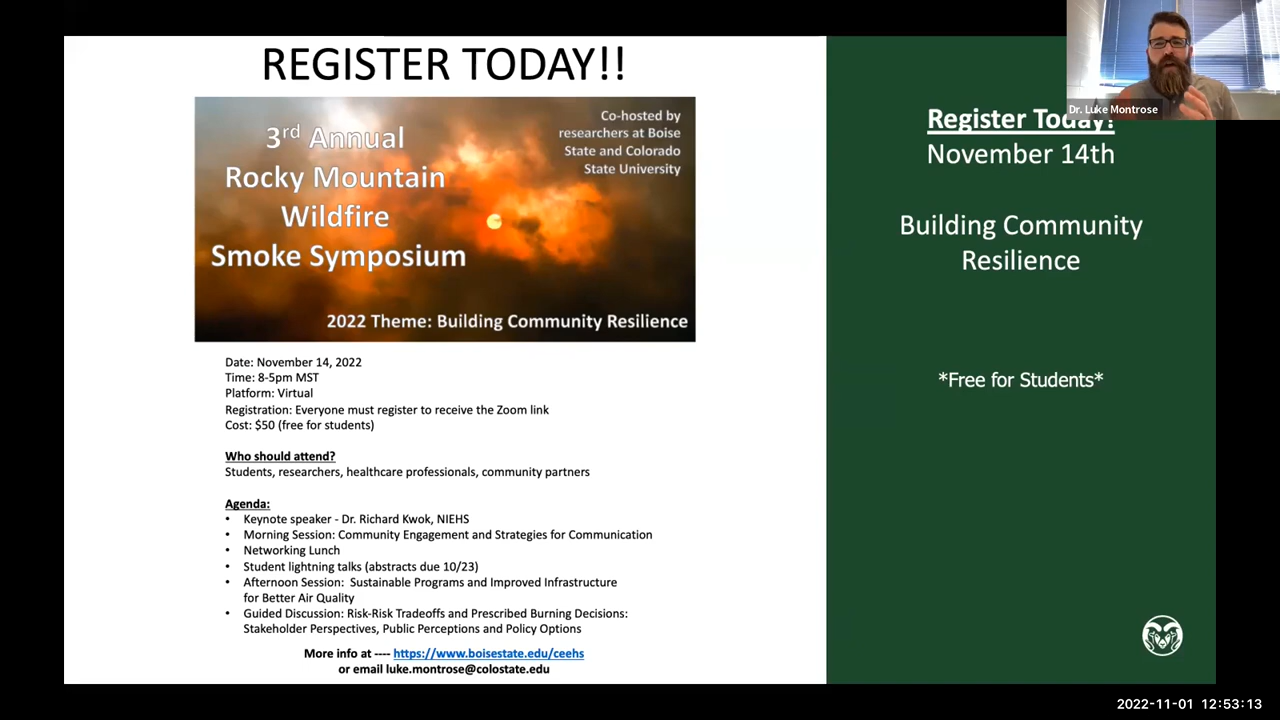 REGISTER TODAY!!
3rd Annual
Rocky Mountain
Wildfire
Smoke Symposium
Co-hosted by
researchers at Boise
State and Colorado
State University
2022 Theme: Building Community Resilience
Date: November 14, 2022
Time: 8-5pm MST
Platform: Virtual
Registration: Everyone must register to receive the Zoom link
Cost: $50 (free for students)
Who should attend?
Students, researchers, healthcare professionals, community partners
Agenda:
• Keynote speaker - Dr. Richard Kwok, NIEHS
• Morning Session: Community Engagement and Strategies for Communication
• Networking Lunch
• Student lightning talks (abstracts due 10/23)
• Afternoon Session:  Sustainable Programs and Improved Infrastructure
for Better Air Quality
• Guided Discussion: Risk-Risk Tradeoffs and Prescribed Burning Decisions:
Stakeholder Perspectives, Public Perceptions and Policy Options
More info at ---- https://www.boisestate.edu/ceehs
or email luke.montrose@colostate.edu
Dr. Luke Montrose
Register Today!
November 14th
Building Community
Resilience
*Free for Students*
2022-11-01 12:53:13